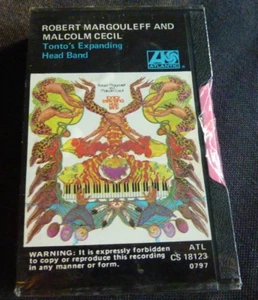 ROBERT MARGOULEFF AND
MALCOLM CECIL
Tonto's Expanding
Head Band
ATLANTIC
WARNING: It is expressly forbidden
to copy or reproduce this recording
in any manner or form.
ATL
CS 18123
0797